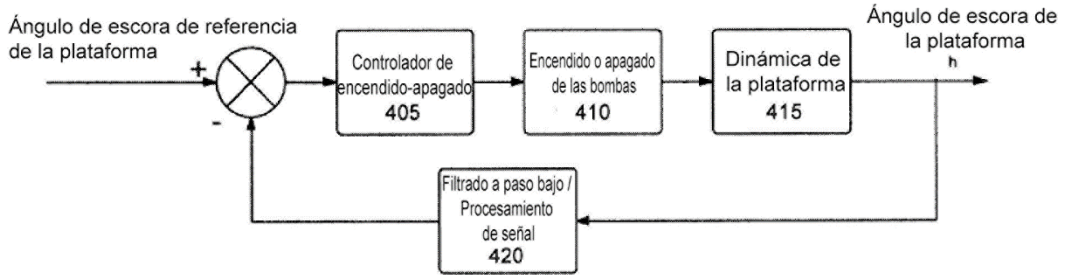 Ángulo de escora de referencia
de la plataforma
+
-
Controlador de
encendido-apagado
405
Encendido o apagado
de las bombas
410
Dinámica de
la plataforma
415
Ángulo de escora de
la plataforma
h
Filtrado a paso bajo /
Procesamiento
de señal
420